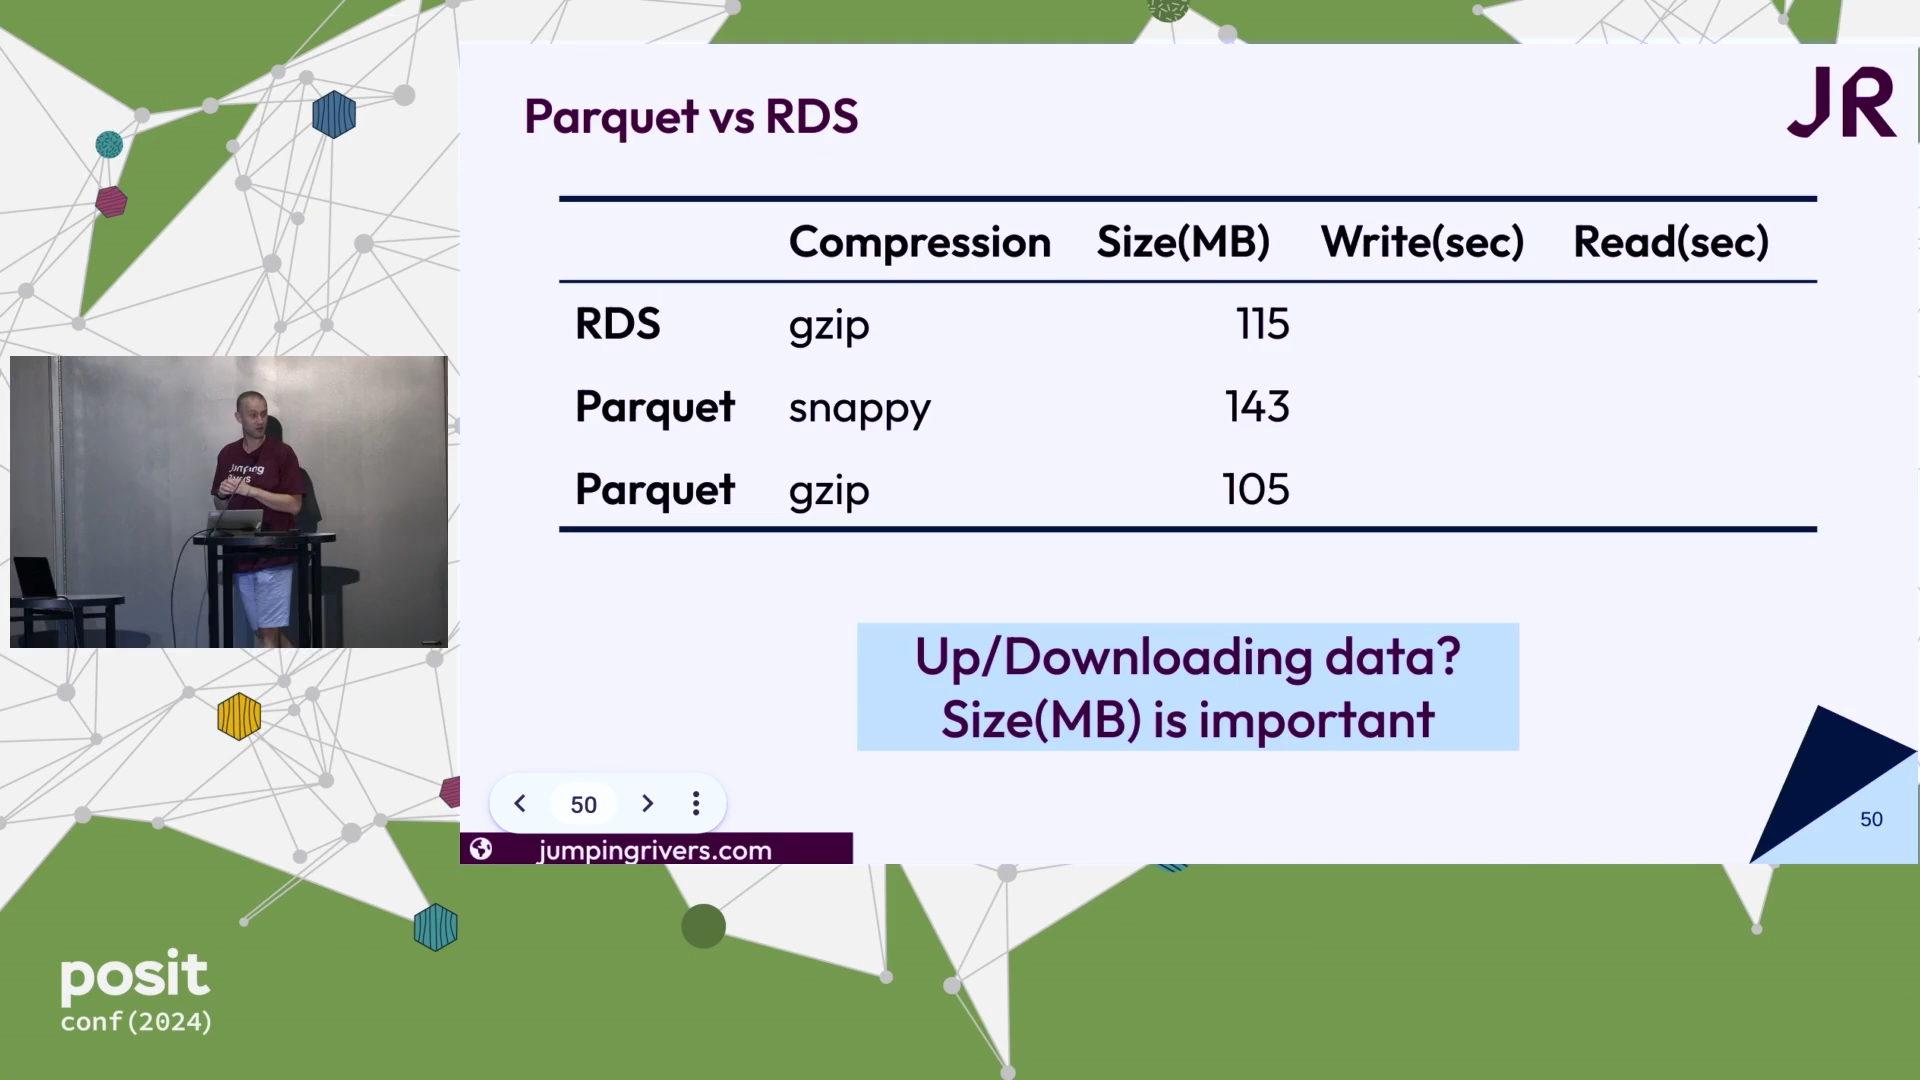 Parquet vs RDS
JR
Compression Size(MB) Write(sec) Read(sec)
RDS gzip 115
Parquet snappy 143
Parquet gzip 105
Up/Downloading data?
Size(MB) is important
50
50
jumpingrivers.com
Jumping
posit
conf(2024)